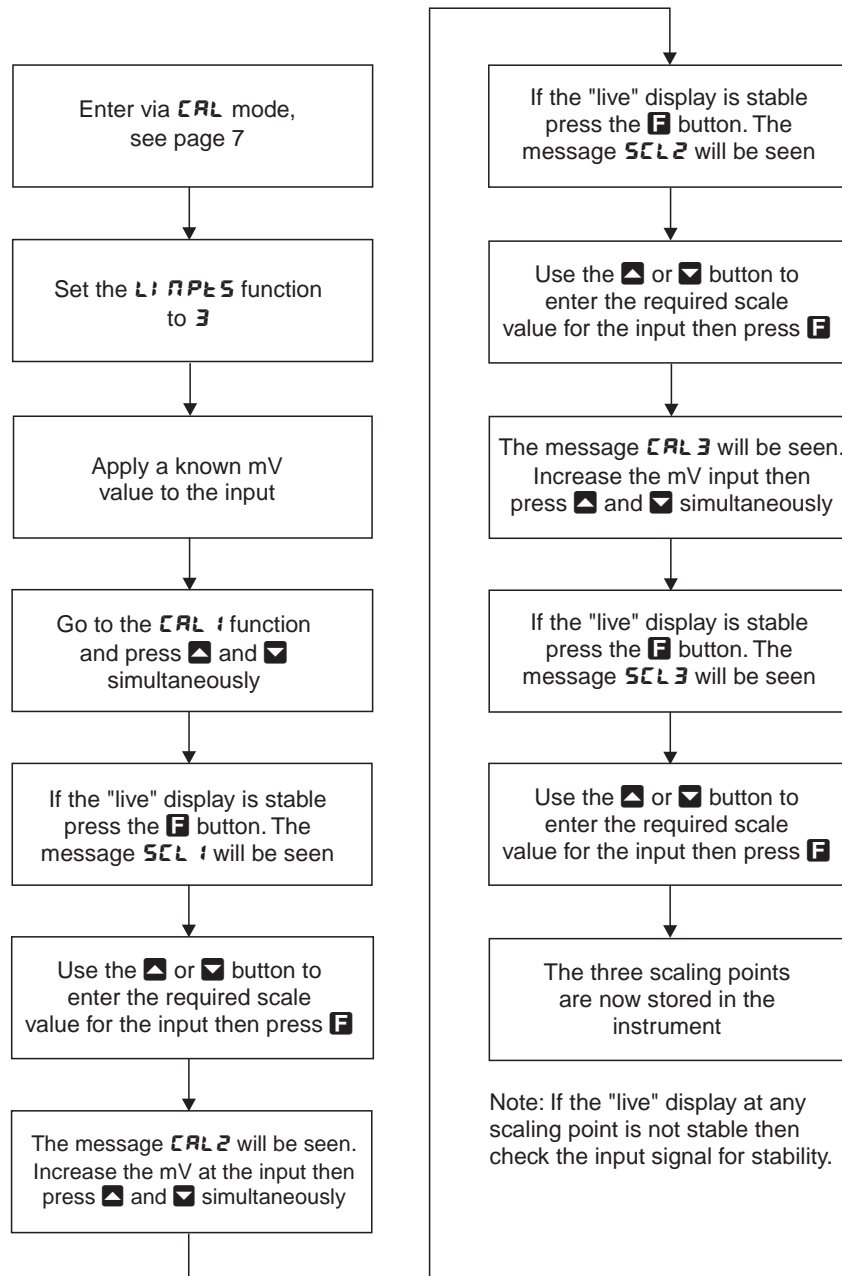 Enter via CAL mode,
see page 7
Set the LINPtS function
to 3
Apply a known mV
value to the input
Go to the CAL 1 function
and press ▲ and ▼
simultaneously
If the "live" display is stable
press the F button. The
message SCL 1 will be seen
Use the ▲ or ▼ button to
enter the required scale
value for the input then press F
The message CAL 2 will be seen.
Increase the mV at the input then
press ▲ and ▼ simultaneously
If the "live" display is stable
press the F button. The
message SCL 2 will be seen
Use the ▲ or ▼ button to
enter the required scale
value for the input then press F
The message CAL 3 will be seen.
Increase the mV input then
press ▲ and ▼ simultaneously
If the "live" display is stable
press the F button. The
message SCL 3 will be seen
Use the ▲ or ▼ button to
enter the required scale
value for the input then press F
The three scaling points
are now stored in the
instrument
Note: If the "live" display at any
scaling point is not stable then
check the input signal for stability.